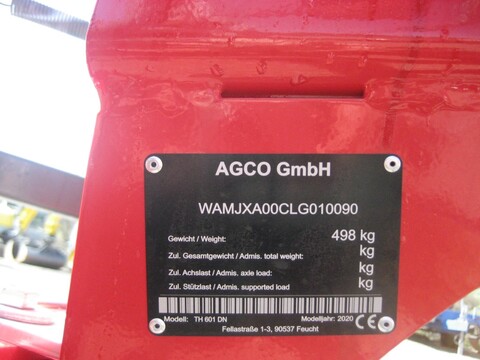 AGCO GmbH
WAMJXA00CLG010090
Gewicht / Weight: 498 kg
Zul. Gesamtgewicht / Admis. total weight: kg
Zul. Achslast / Admis. axle load: kg
Zul. Stützlast / Admis. supported load kg
Modell: TH 601 DN Modelljahr: 2020 CE
Fellastraße 1-3, 90537 Feucht